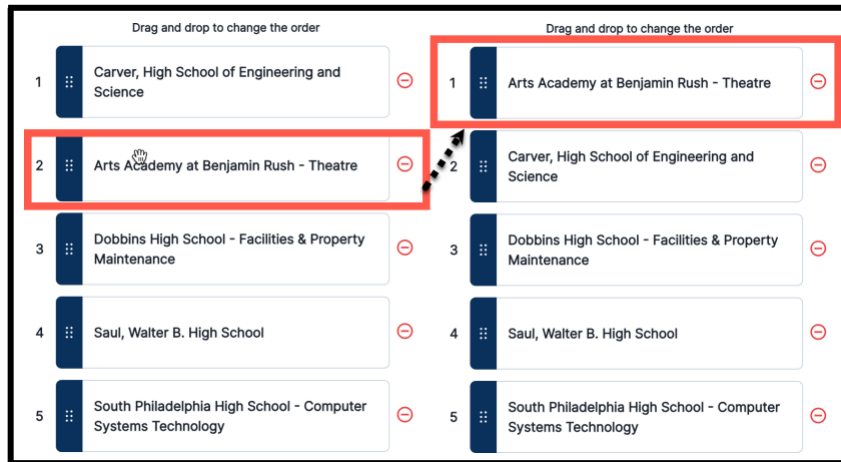 Drag and drop to change the order
1
Carver, High School of Engineering and
Science
2
Arts Academy at Benjamin Rush - Theatre
3
Dobbins High School - Facilities & Property
Maintenance
4
Saul, Walter B. High School
5
South Philadelphia High School - Computer
Systems Technology
Drag and drop to change the order
1
Arts Academy at Benjamin Rush - Theatre
2
Carver, High School of Engineering and
Science
3
Dobbins High School - Facilities & Property
Maintenance
4
Saul, Walter B. High School
5
South Philadelphia High School - Computer
Systems Technology